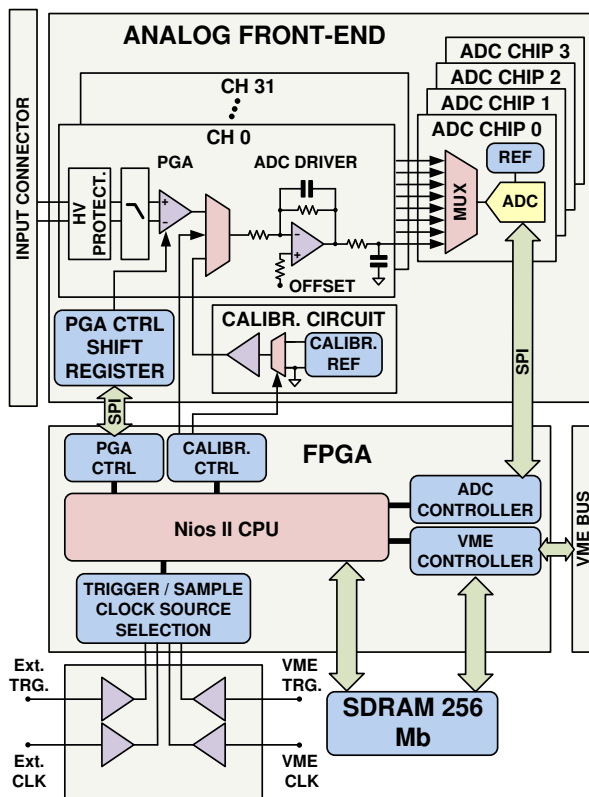 ANALOG FRONT-END
ADC CHIP 3
ADC CHIP 2
ADC CHIP 1
ADC CHIP 0
CH 31
CH 0
PGA
ADC DRIVER
INPUT CONNECTOR
HV
PROTECT.
+
-
-
+
OFFSET
MUX
REF
ADC
PGA CTRL
SHIFT
REGISTER
CALIBR. CIRCUIT
CALIBR.
REF
SPI
SPI
FPGA
PGA
CTRL
CALIBR.
CTRL
Nios II CPU
ADC
CONTROLLER
VME
CONTROLLER
VME BUS
TRIGGER / SAMPLE
CLOCK SOURCE
SELECTION
Ext.
TRG.
VME
TRG.
Ext.
CLK
VME
CLK
SDRAM 256
Mb